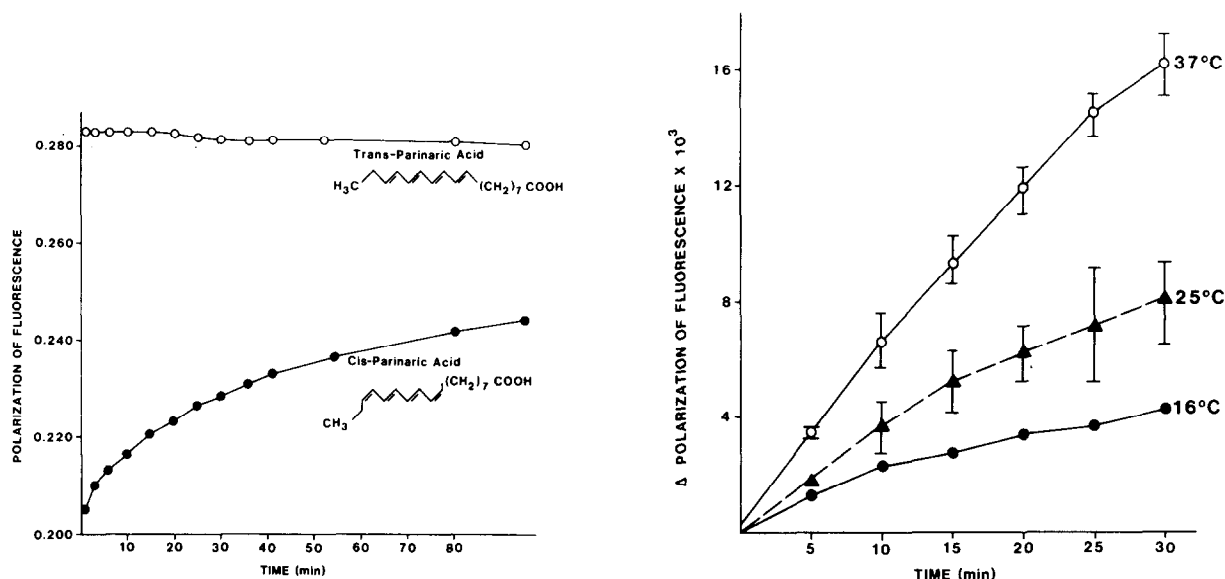 POLARIZATION OF FLUORESCENCE
0.280
0.260
0.240
0.220
0.200
Trans-Parinaric Acid
H₃C
(CH₂)₇ COOH
Cis-Parinaric Acid
(CH₂)₇ COOH
CH₃
10 20 30 40 50 60 70 80
TIME (min)
Δ POLARIZATION OF FLUORESCENCE X 10³
16
12
8
4
37°C
25°C
16°C
5 10 15 20 25 30
TIME (min)